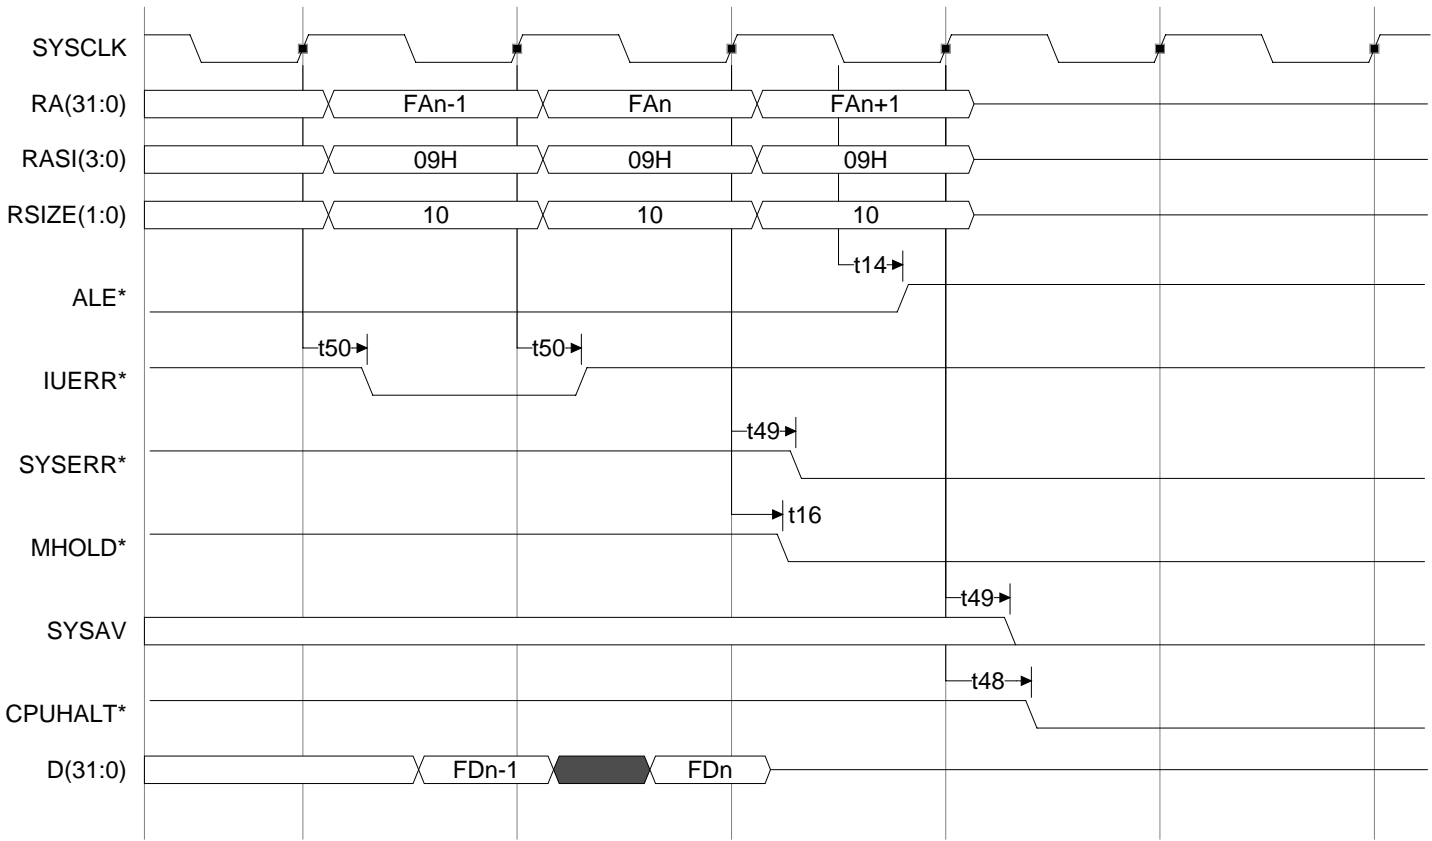 SYSCLK
RA(31:0) FAn-1 FAn FAn+1
RASI(3:0) 09H 09H 09H
RSIZE(1:0) 10 10 10
t14
ALE*
t50 t50
IUERR*
t49
SYSERR*
t16
MHOLD*
t49
SYSAV
t48
CPUHALT*
D(31:0) FDn-1 FDn